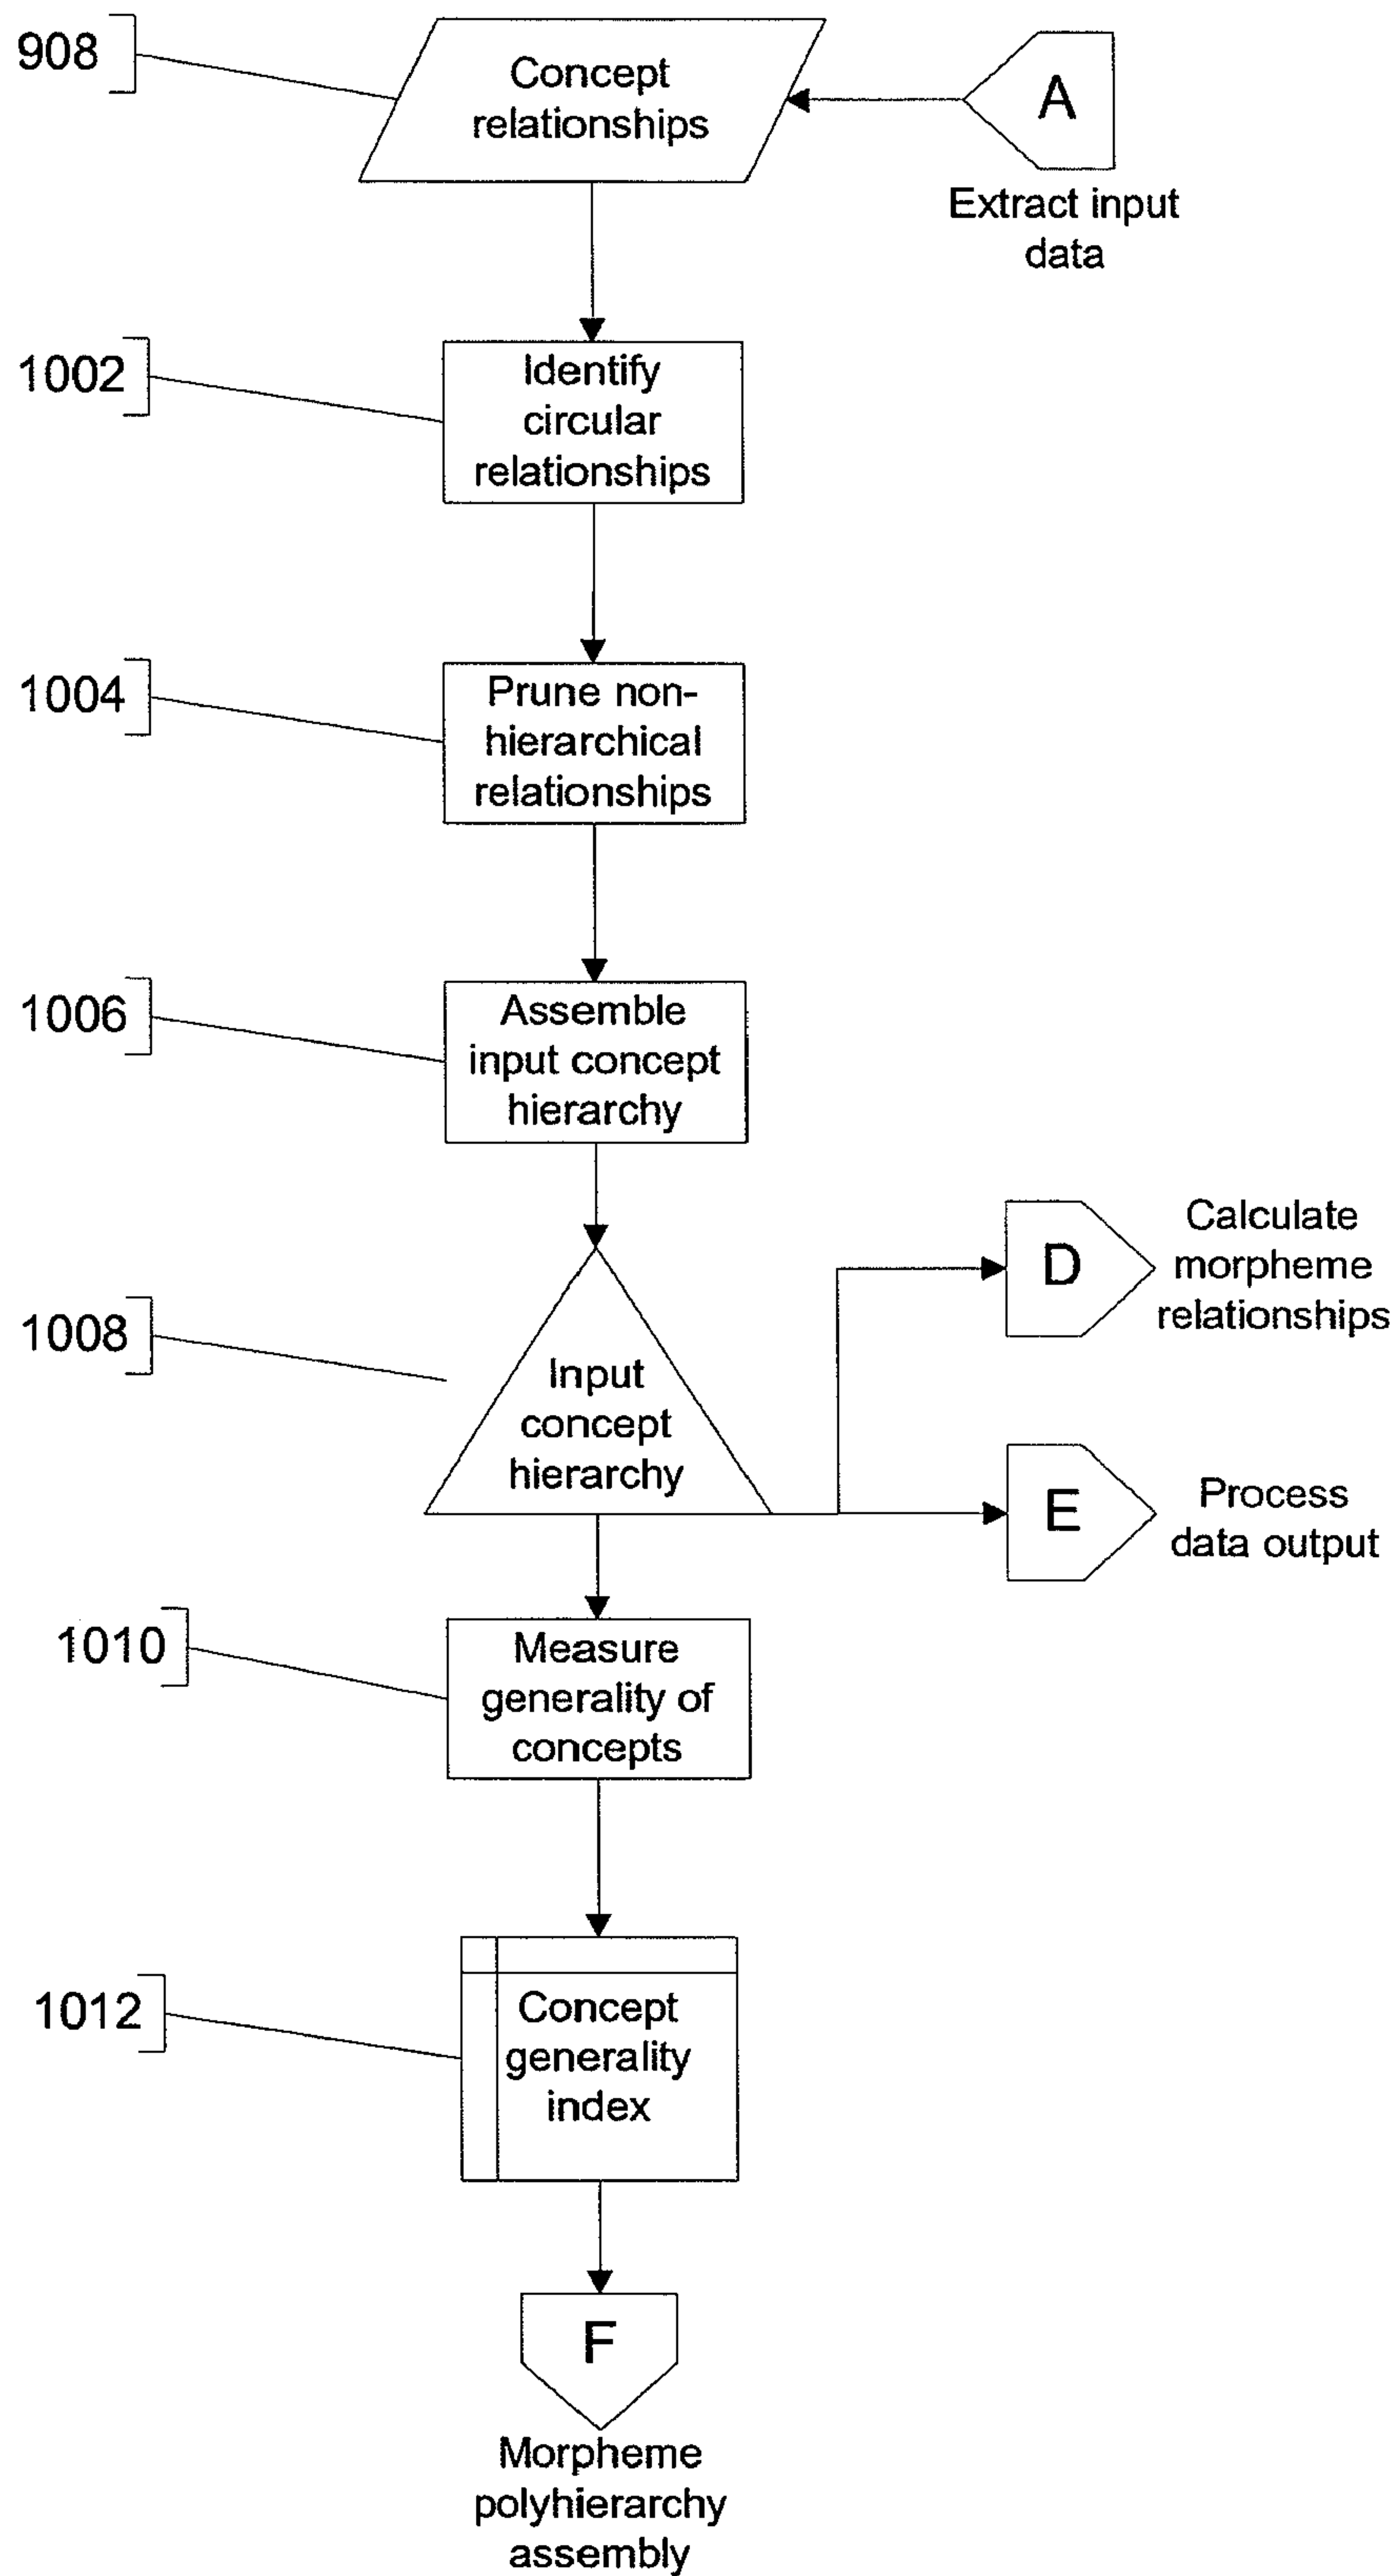 908
Concept
relationships
A
Extract input
data
1002
Identify
circular
relationships
1004
Prune non-
hierarchical
relationships
1006
Assemble
input concept
hierarchy
D
Calculate
morpheme
relationships
1008
Input
concept
hierarchy
E
Process
data output
1010
Measure
generality of
concepts
1012
Concept
generality
index
F
Morpheme
polyhierarchy
assembly